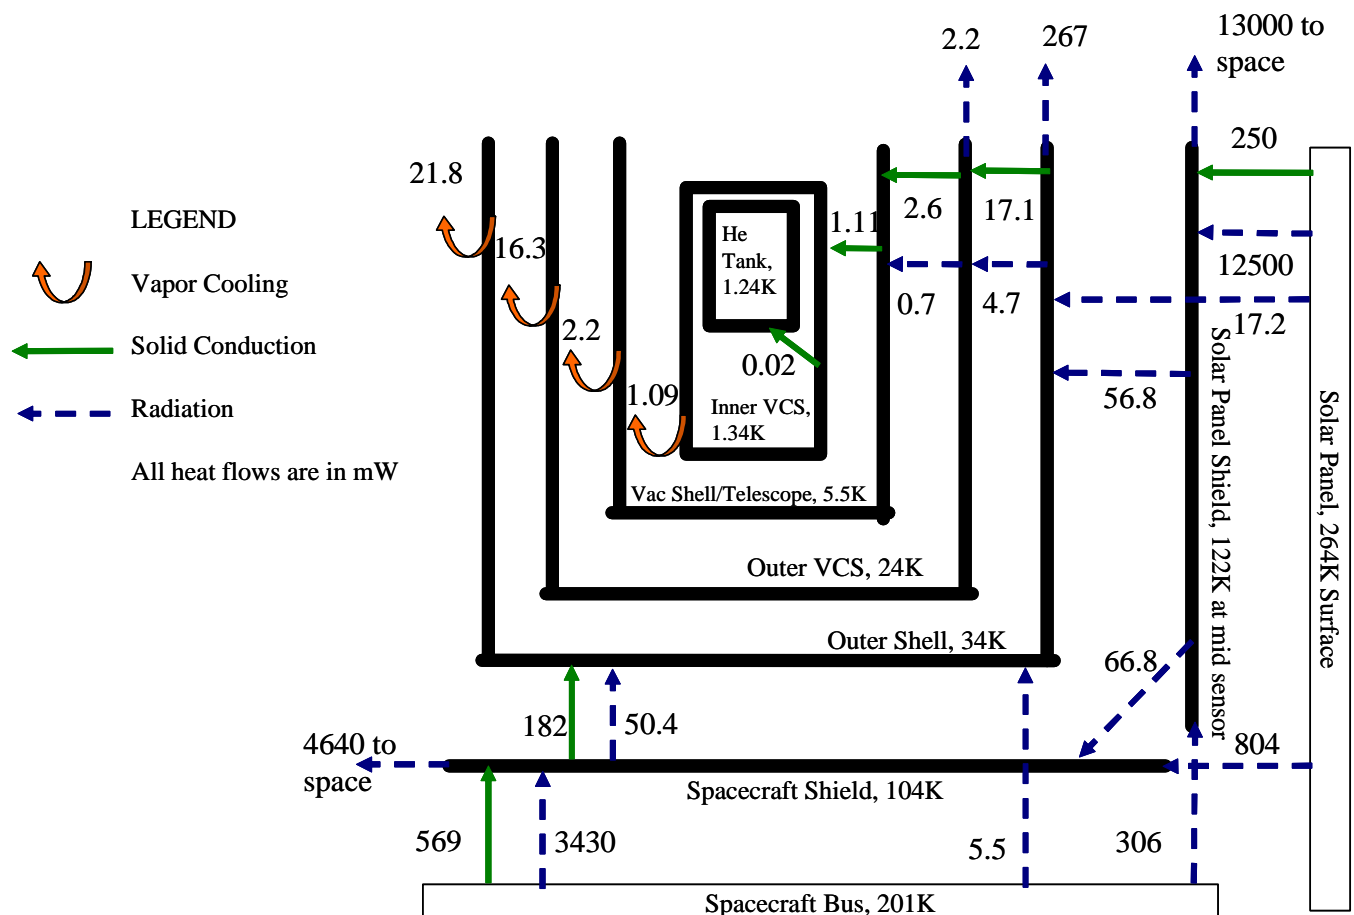 2.2
267
13000 to
space
250
21.8
LEGEND
He
Tank,
1.24K
1.11
2.6
17.1
16.3
Vapor Cooling
12500
0.7
4.7
17.2
2.2
Solid Conduction
0.02
56.8
1.09
Radiation
Inner VCS,
1.34K
All heat flows are in mW
Vac Shell/Telescope, 5.5K
Solar Panel Shield, 122K at mid sensor
Solar Panel, 264K Surface
Outer VCS, 24K
Outer Shell, 34K
66.8
182
50.4
4640 to
space
804
Spacecraft Shield, 104K
569
3430
5.5
306
Spacecraft Bus, 201K